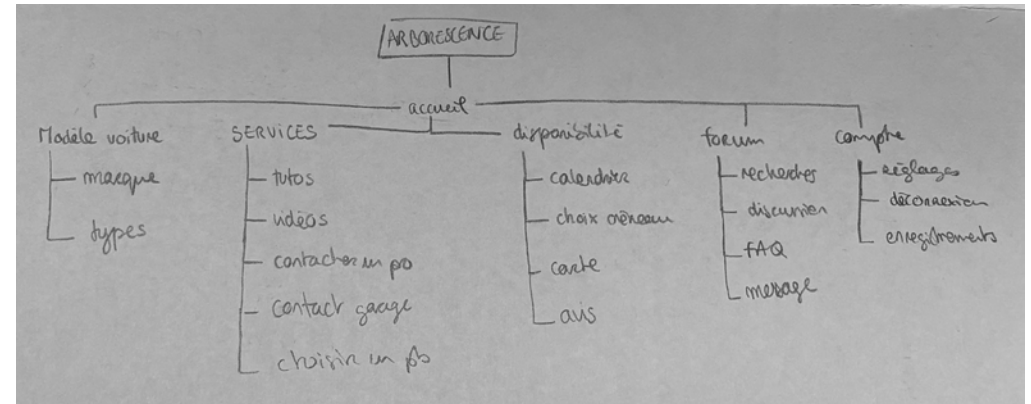 ARBORESCENCE
accueil
Modèle voiture
marque
types
SERVICES
tutos
vidéos
contacter un pro
contact garage
choisir un pb
disponibilité
calendrier
choix créneau
carte
avis
forum
recherches
discussion
FAQ
message
compte
réglages
déconnexion
enregistrements